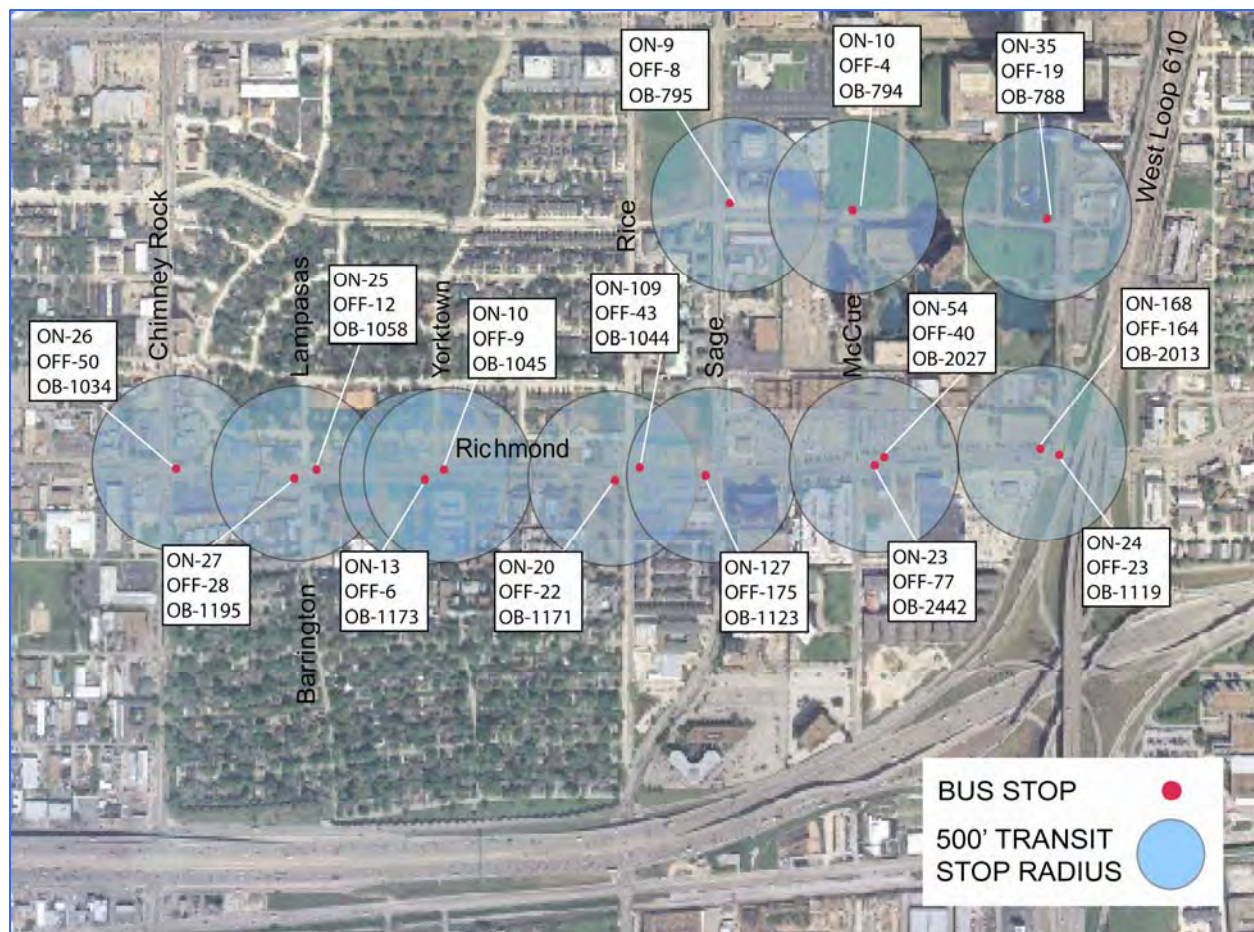 ON-9
OFF-8
OB-795
ON-10
OFF-4
OB-794
ON-35
OFF-19
OB-788
West Loop 610
Chimney Rock
Rice
Lampasas
ON-25
OFF-12
OB-1058
Yorktown
ON-10
OFF-9
OB-1045
ON-109
OFF-43
OB-1044
Sage
McCue
ON-54
OFF-40
OB-2027
ON-168
OFF-164
OB-2013
ON-26
OFF-50
OB-1034
Richmond
ON-27
OFF-28
OB-1195
Barrington
ON-13
OFF-6
OB-1173
ON-20
OFF-22
OB-1171
ON-127
OFF-175
OB-1123
ON-23
OFF-77
OB-2442
ON-24
OFF-23
OB-1119
BUS STOP
500' TRANSIT
STOP RADIUS